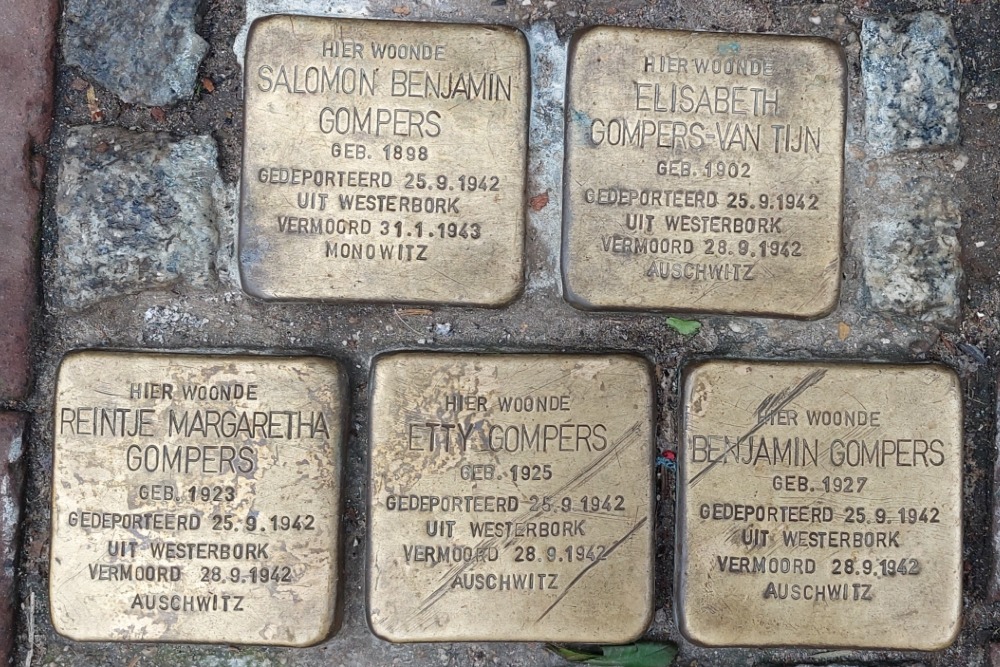 HIER WOONDE
SALOMON BENJAMIN
GOMPERS
GEB. 1898
GEDEPORTEERD 25.9.1942
UIT WESTERBORK
VERMOORD 31.1.1943
MONOWITZ
HIER WOONDE
ELISABETH
GOMPERS-VAN TIJN
GEB. 1902
GEDEPORTEERD 25.9.1942
UIT WESTERBORK
VERMOORD 28.9.1942
AUSCHWITZ
HIER WOONDE
REINTJE MARGARETHA
GOMPERS
GEB. 1923
GEDEPORTEERD 25.9.1942
UIT WESTERBORK
VERMOORD 28.9.1942
AUSCHWITZ
HIER WOONDE
ETTY GOMPERS
GEB. 1925
GEDEPORTEERD 25.9.1942
UIT WESTERBORK
VERMOORD 28.9.1942
AUSCHWITZ
HIER WOONDE
BENJAMIN GOMPERS
GEB. 1927
GEDEPORTEERD 25.9.1942
UIT WESTERBORK
VERMOORD 28.9.1942
AUSCHWITZ